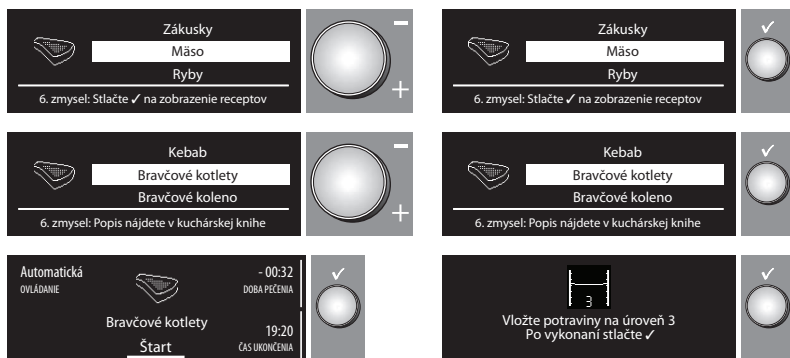 Zákusky
Mäso
Ryby
6. zmysel: Stlačte ✓ na zobrazenie receptov
− +
Zákusky
Mäso
Ryby
6. zmysel: Stlačte ✓ na zobrazenie receptov
✓
Kebab
Bravčové kotlety
Bravčové koleno
6. zmysel: Popis nájdete v kuchárskej knihe
− +
Kebab
Bravčové kotlety
Bravčové koleno
6. zmysel: Popis nájdete v kuchárskej knihe
✓
Automatická
OVLÁDANIE
- 00:32
DOBA PEČENIA
Bravčové kotlety
Štart
19:20
ČAS UKONČENIA
✓
3
Vložte potraviny na úroveň 3
Po vykonaní stlačte ✓
✓